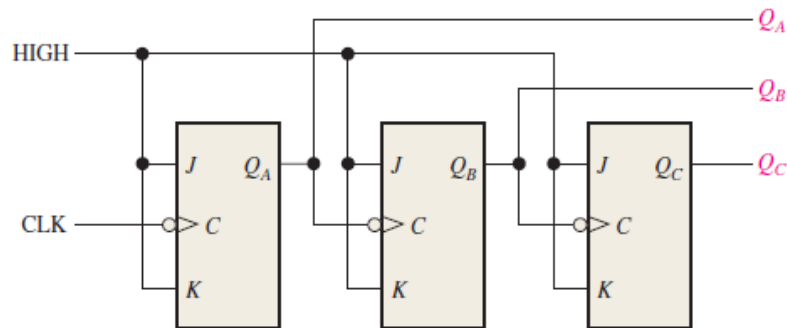 Q_A
HIGH
Q_B
J Q_A J Q_B J Q_C Q_C
CLK C C C
K K K